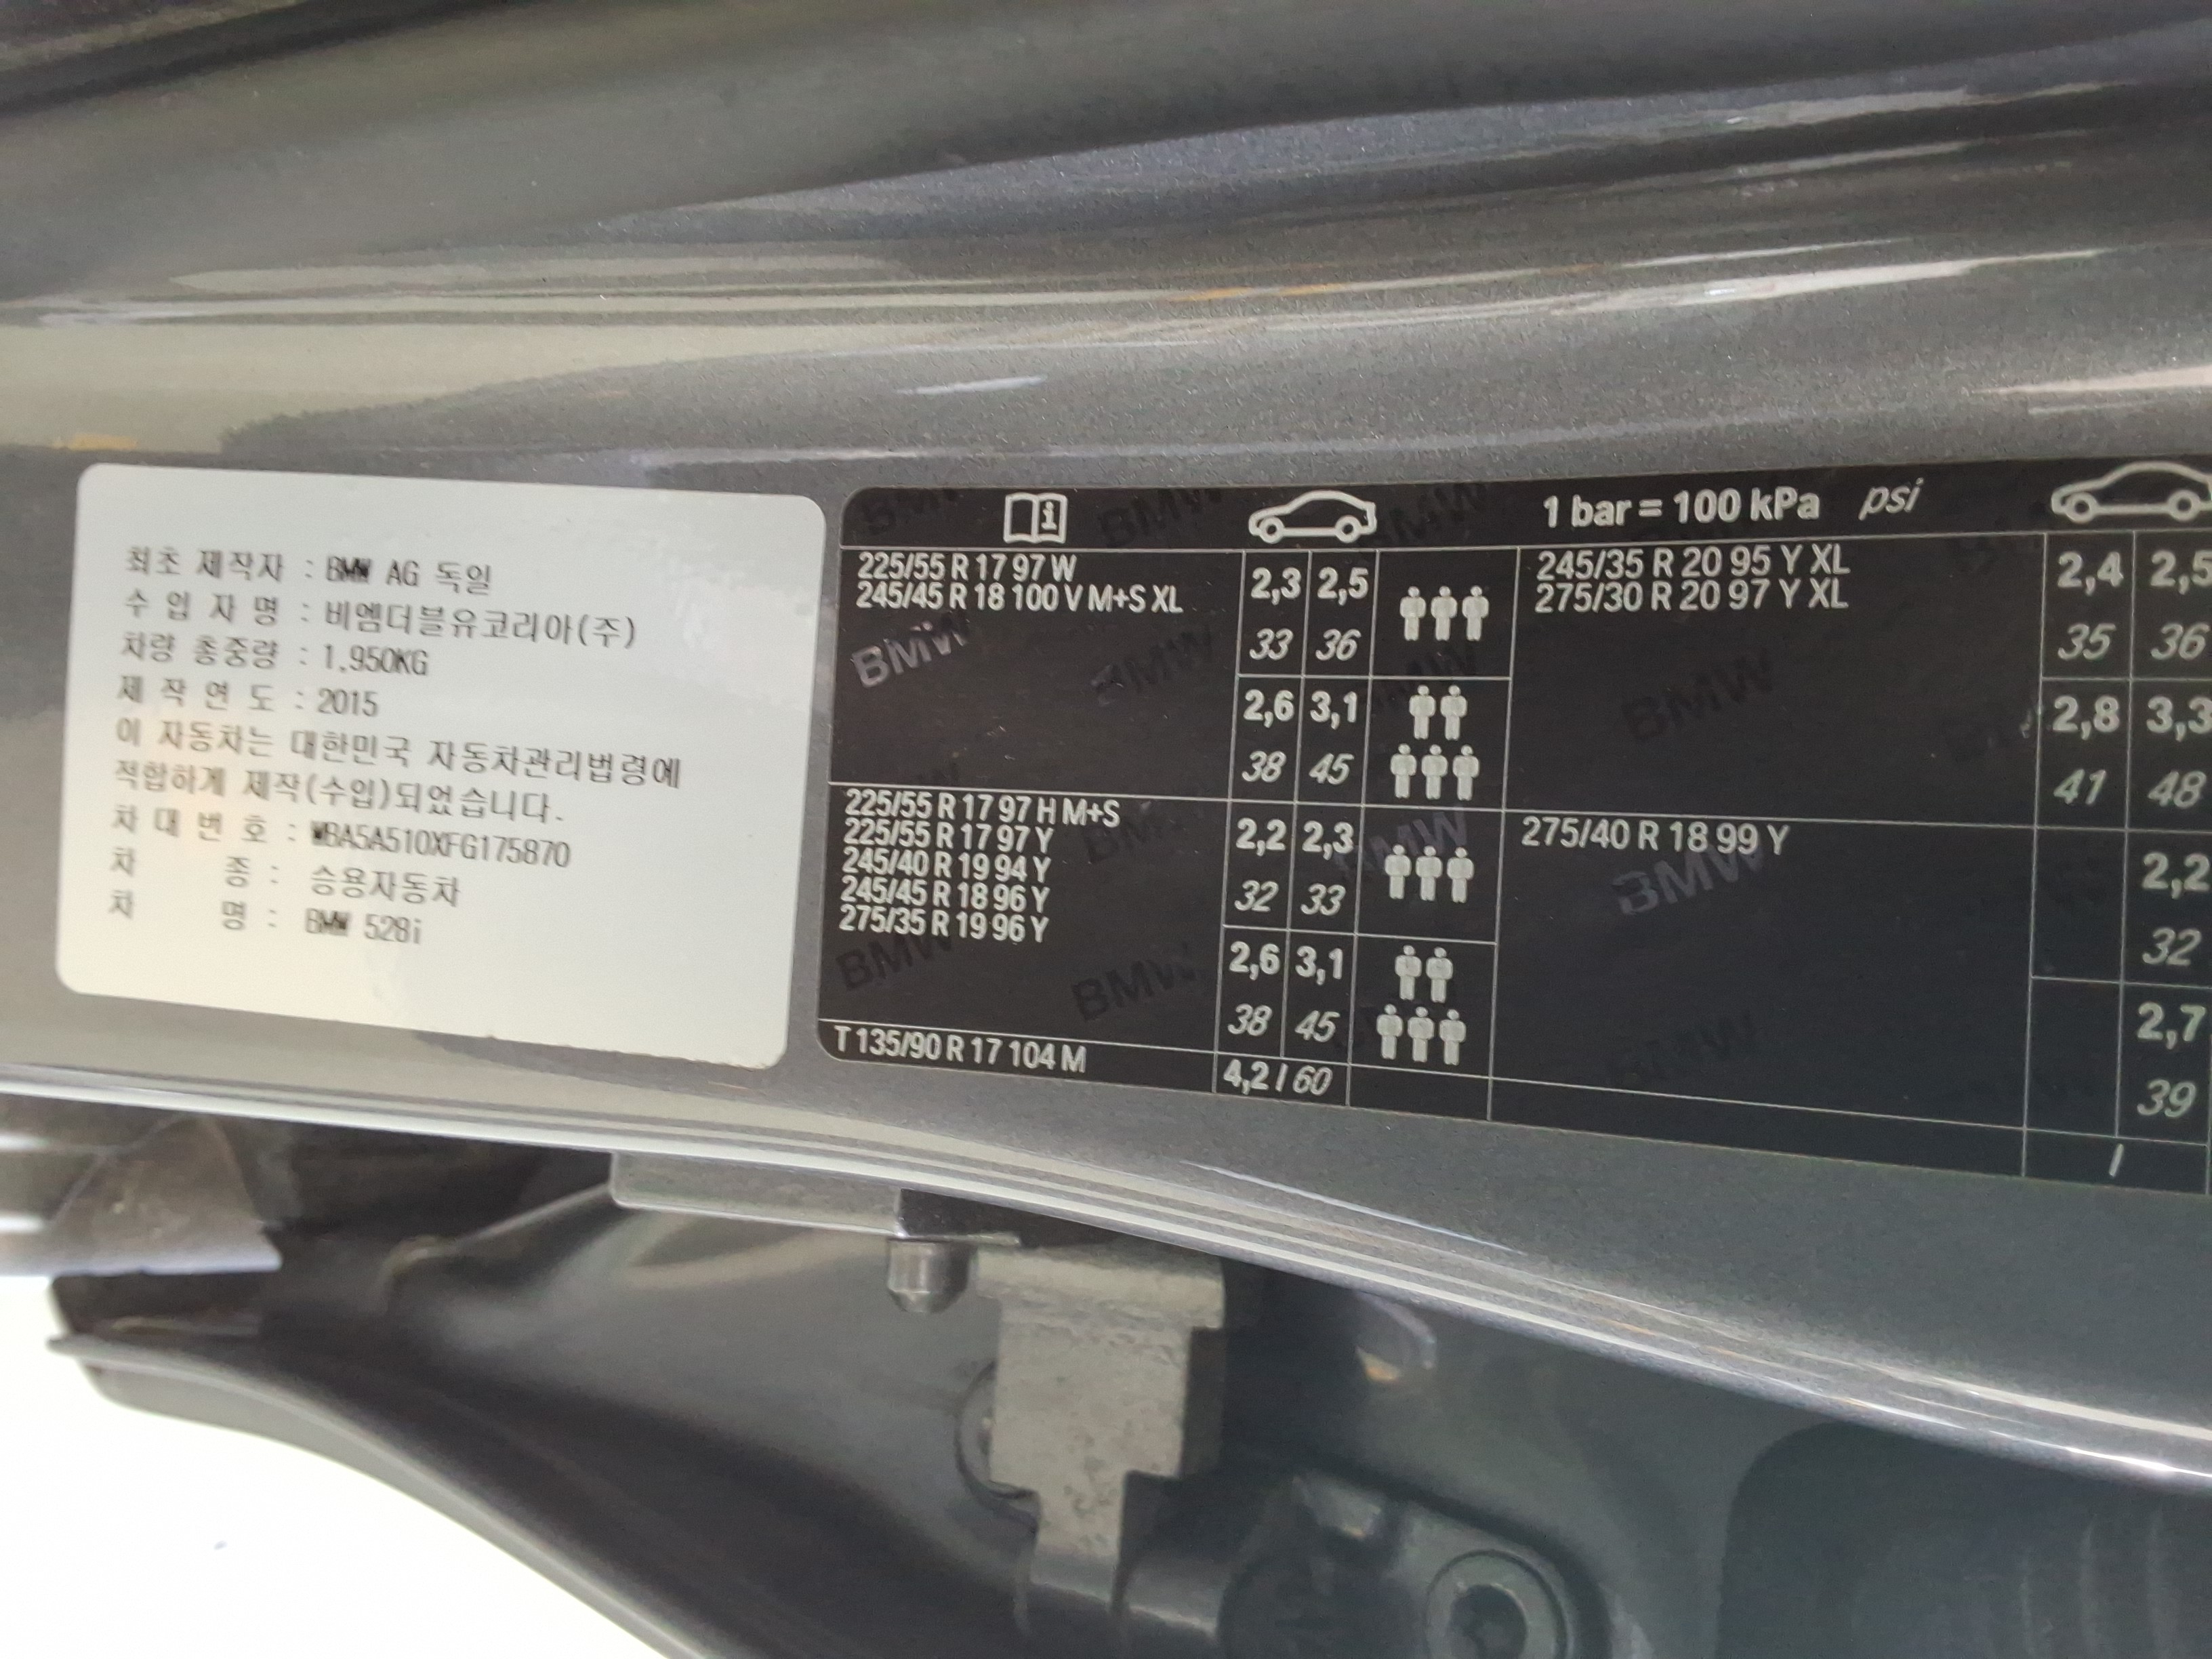 최초 제작자 : BMW AG 독일
수 입 자 명 : 비엠더블유코리아(주)
차량 총중량 : 1,950KG
제 작 연 도 : 2015
이 자동차는 대한민국 자동차관리법령에
적합하게 제작(수입)되었습니다.
차 대 번 호 : WBA5A510XFG175870
차 종 : 승용자동차
차 명 : BMW 528i
1 bar = 100 kPa psi
225/55 R 17 97 W
245/45 R 18 100 V M+S XL
2,3 2,5
33 36
2,6 3,1
38 45
225/55 R 17 97 H M+S
225/55 R 17 97 Y
245/40 R 19 94 Y
245/45 R 18 96 Y
275/35 R 19 96 Y
2,2 2,3
32 33
2,6 3,1
38 45
T 135/90 R 17 104 M
4,2 / 60
245/35 R 20 95 Y XL
275/30 R 20 97 Y XL
2,4 2,5
35 36
2,8 3,3
41 48
275/40 R 18 99 Y
2,2
32
2,7
39
/
BMW